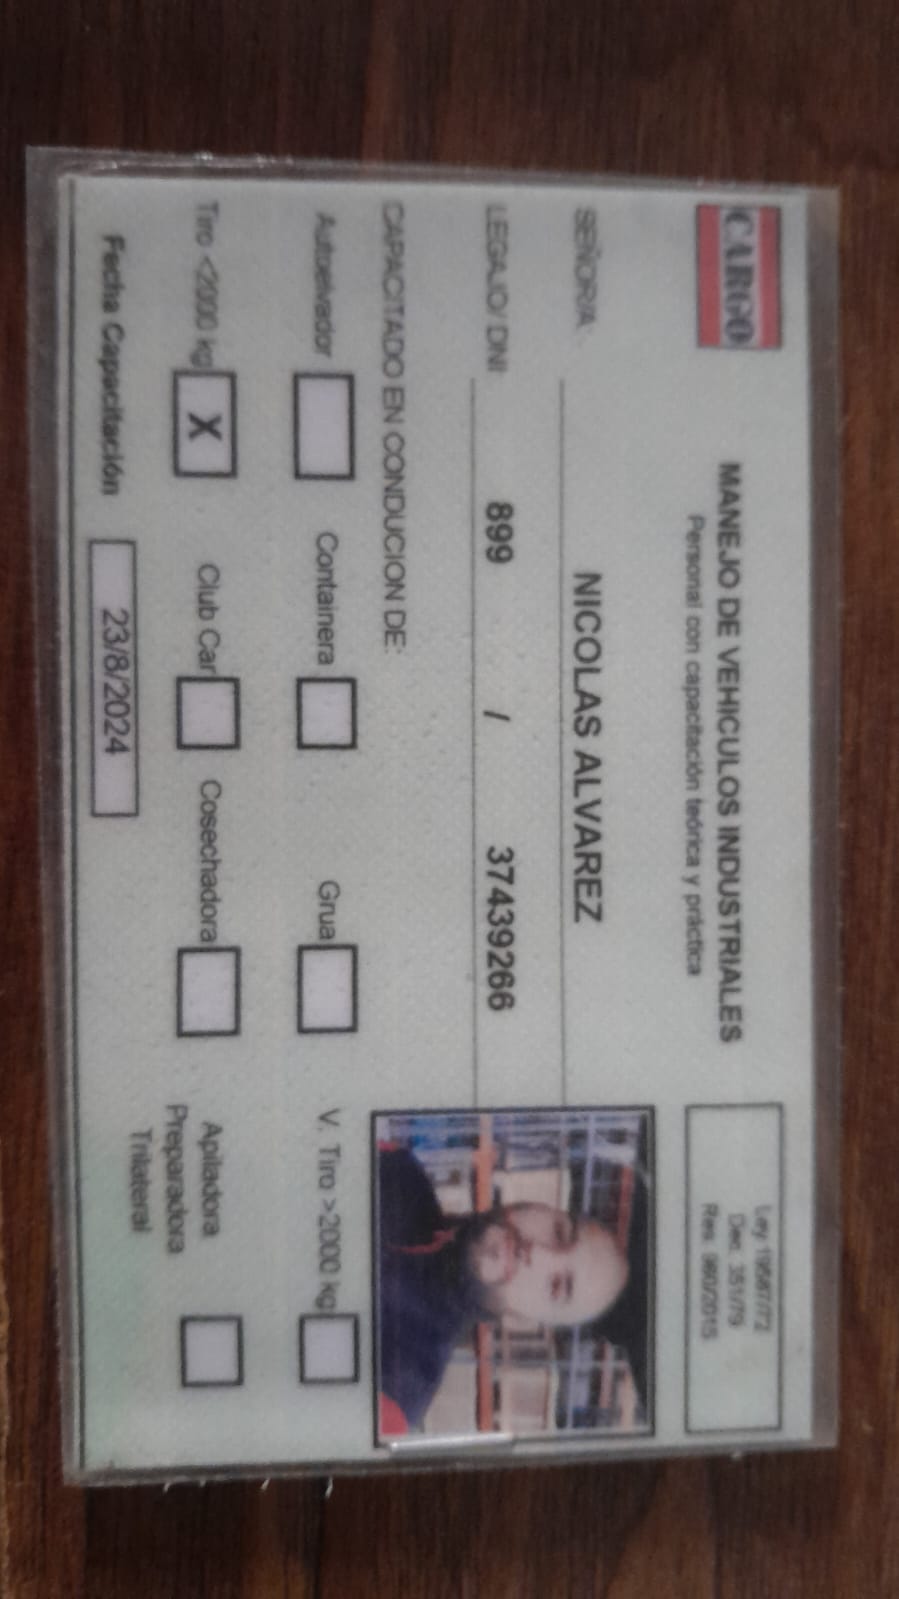 CARGO
MANEJO DE VEHICULOS INDUSTRIALES
Personal con capacitación teórica y práctica
Ley 19587/72
Dec. 351/79
Res. 960/2015
SEÑOR/A:
NICOLAS ALVAREZ
LEGAJO/ DNI
899 / 37439266
CAPACITADO EN CONDUCION DE:
Autoelvador Containera Grua V. Tiro >2000 kg
Tiro <2000 kg X Club Car Cosechadora Apiladora
Preparadora
Trilateral
Fecha Capacitación 23/8/2024